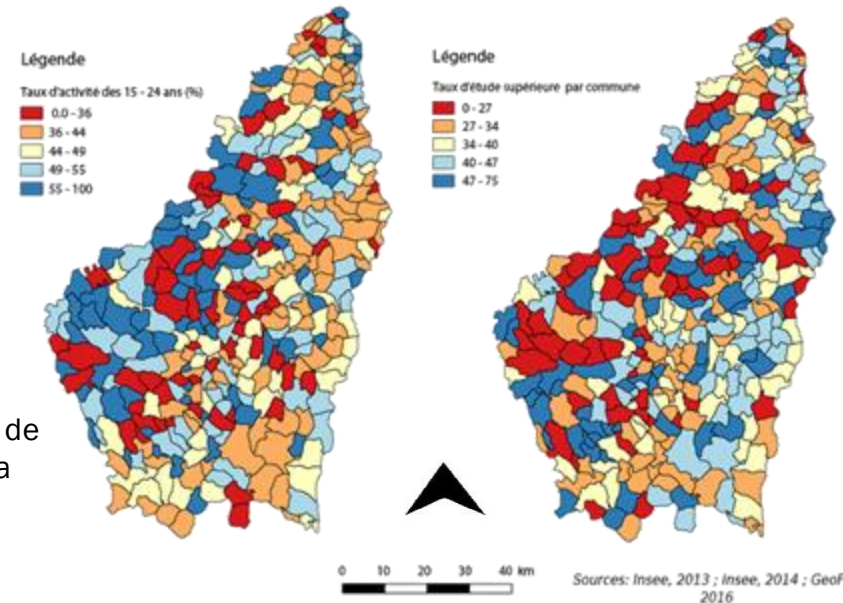 Légende
Taux d'activité des 15 - 24 ans (%)
0.0 - 36
36 - 44
44 - 49
49 - 55
55 - 100
Légende
Taux d'étude supérieure par commune
0 - 27
27 - 34
34 - 40
40 - 47
47 - 75
de
a
0 10 20 30 40 km
Sources: Insee, 2013 ; insee, 2014 ; GeoF
2016